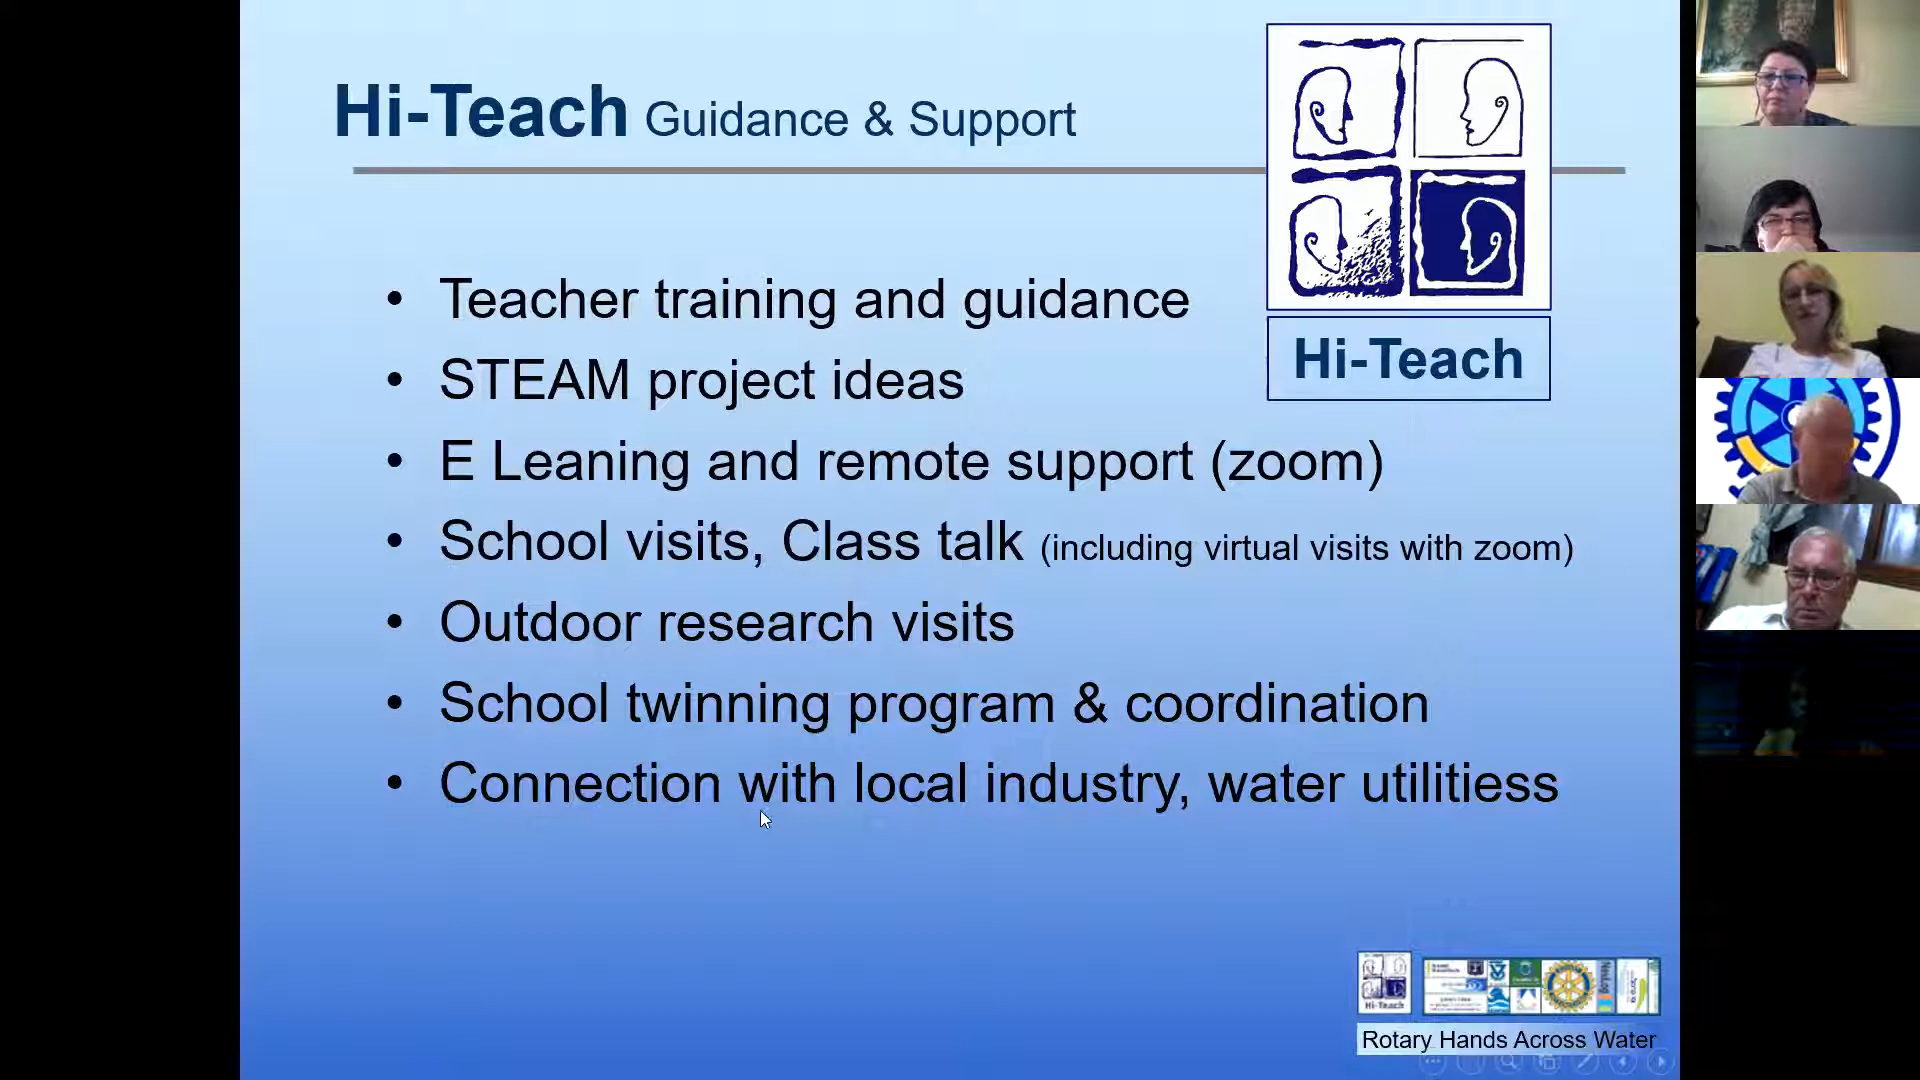 Hi-Teach Guidance & Support
Hi-Teach
• Teacher training and guidance
• STEAM project ideas
• E Leaning and remote support (zoom)
• School visits, Class talk (including virtual visits with zoom)
• Outdoor research visits
• School twinning program & coordination
• Connection with local industry, water utilitiess
Hi-Teach
Rotary Hands Across Water